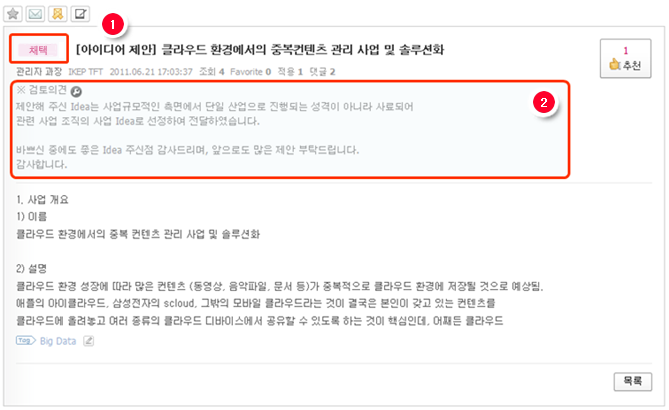 1
채택 [아이디어 제안] 클라우드 환경에서의 중복컨텐츠 관리 사업 및 솔루션화
1
추천
관리자 과장 IKEP TFT 2011.06.21 17:03:37 조회 4 Favorite 0 적용 1 댓글 2
※ 검토의견
2
제안해 주신 Idea는 사업규모적인 측면에서 단일 산업으로 진행되는 성격이 아니라 사료되어
관련 사업 조직의 사업 Idea로 선정하여 전달하였습니다.
바쁘신 중에도 좋은 Idea 주신점 감사드리며, 앞으로도 많은 제안 부탁드립니다.
감사합니다.
1. 사업 개요
1) 이름
클라우드 환경에서의 중복 컨텐츠 관리 사업 및 솔루션화
2) 설명
클라우드 환경 성장에 따라 많은 컨텐츠 (동영상, 음악파일, 문서 등)가 중복적으로 클라우드 환경에 저장될 것으로 예상됨.
애플의 아이클라우드, 삼성전자의 scloud, 그밖의 모바일 클라우드라는 것이 결국은 본인이 갖고 있는 컨텐츠를
클라우드에 올려놓고 여러 종류의 클라우드 디바이스에서 공유할 수 있도록 하는 것이 핵심인데, 어쨌든 클라우드
Tag Big Data
목록